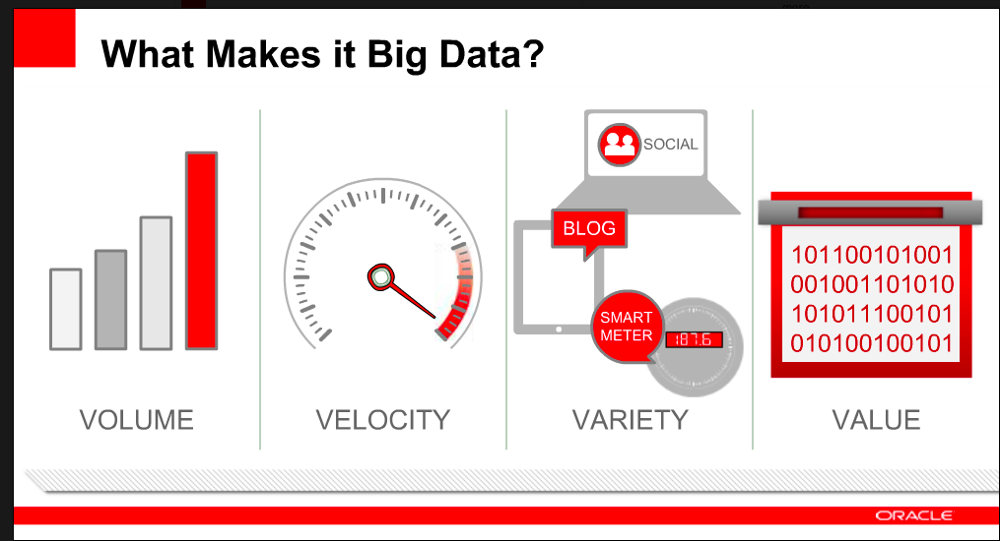 What Makes it Big Data?
SOCIAL
BLOG
SMART
METER
187.6
101100101001
001001101010
101011100101
010100100101
VOLUME
VELOCITY
VARIETY
VALUE
ORACLE